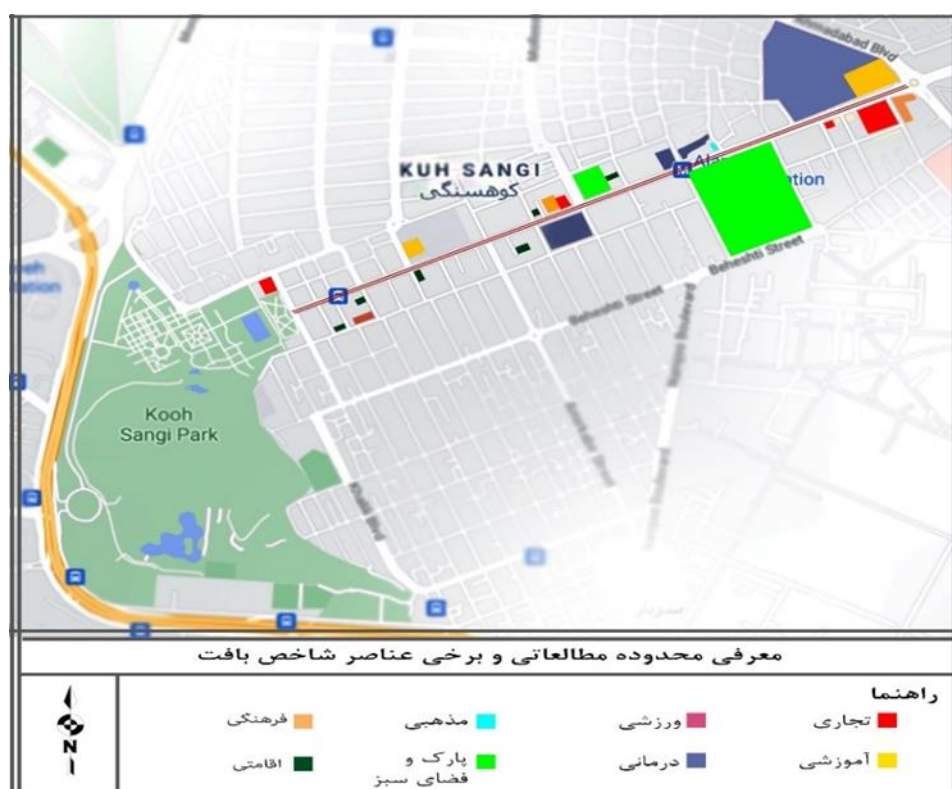 Ahmadabad Blvd
KUH SANGI
کوهسنگی
Beheshti Street
Beheshti Street
Kooh
Sangi Park
معرفی محدوده مطالعاتی و برخی عناصر شاخص بافت
راهنما
تجاری
ورزشی
مذهبی
فرهنگی
آموزشی
درمانی
پارک و
فضای سبز
اقامتی
N